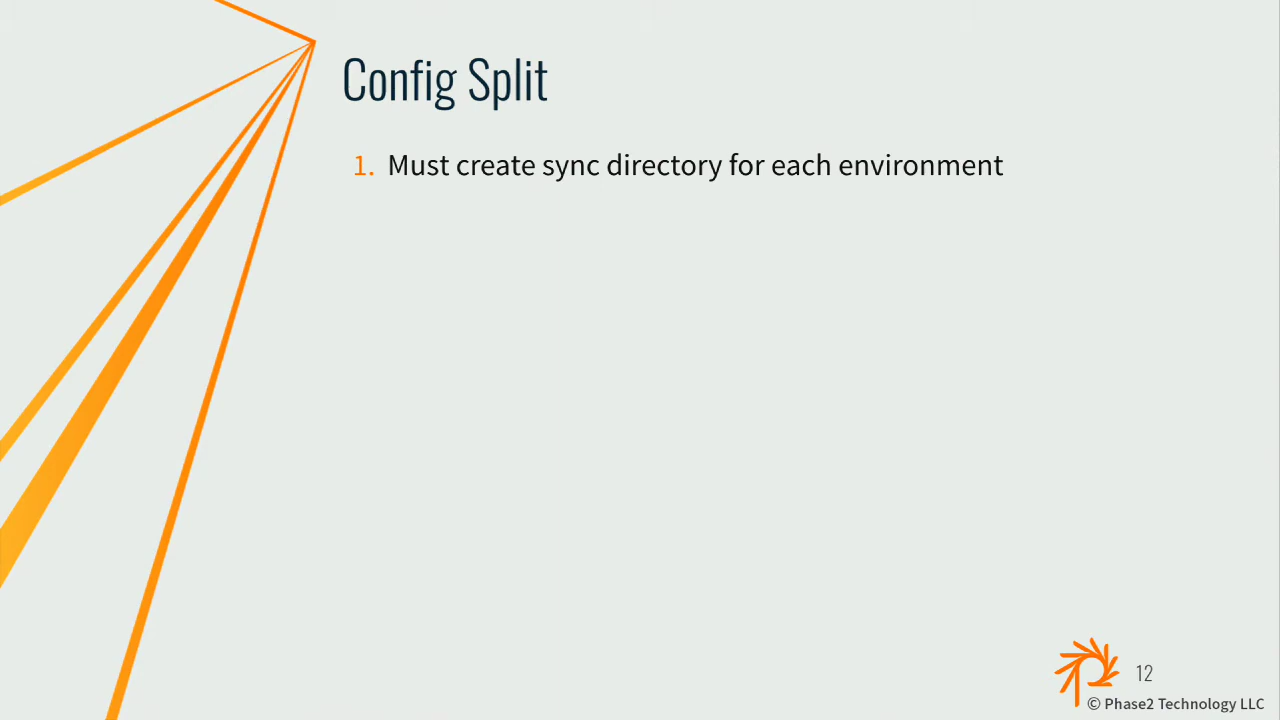 Config Split
1. Must create sync directory for each environment
12
© Phase2 Technology LLC